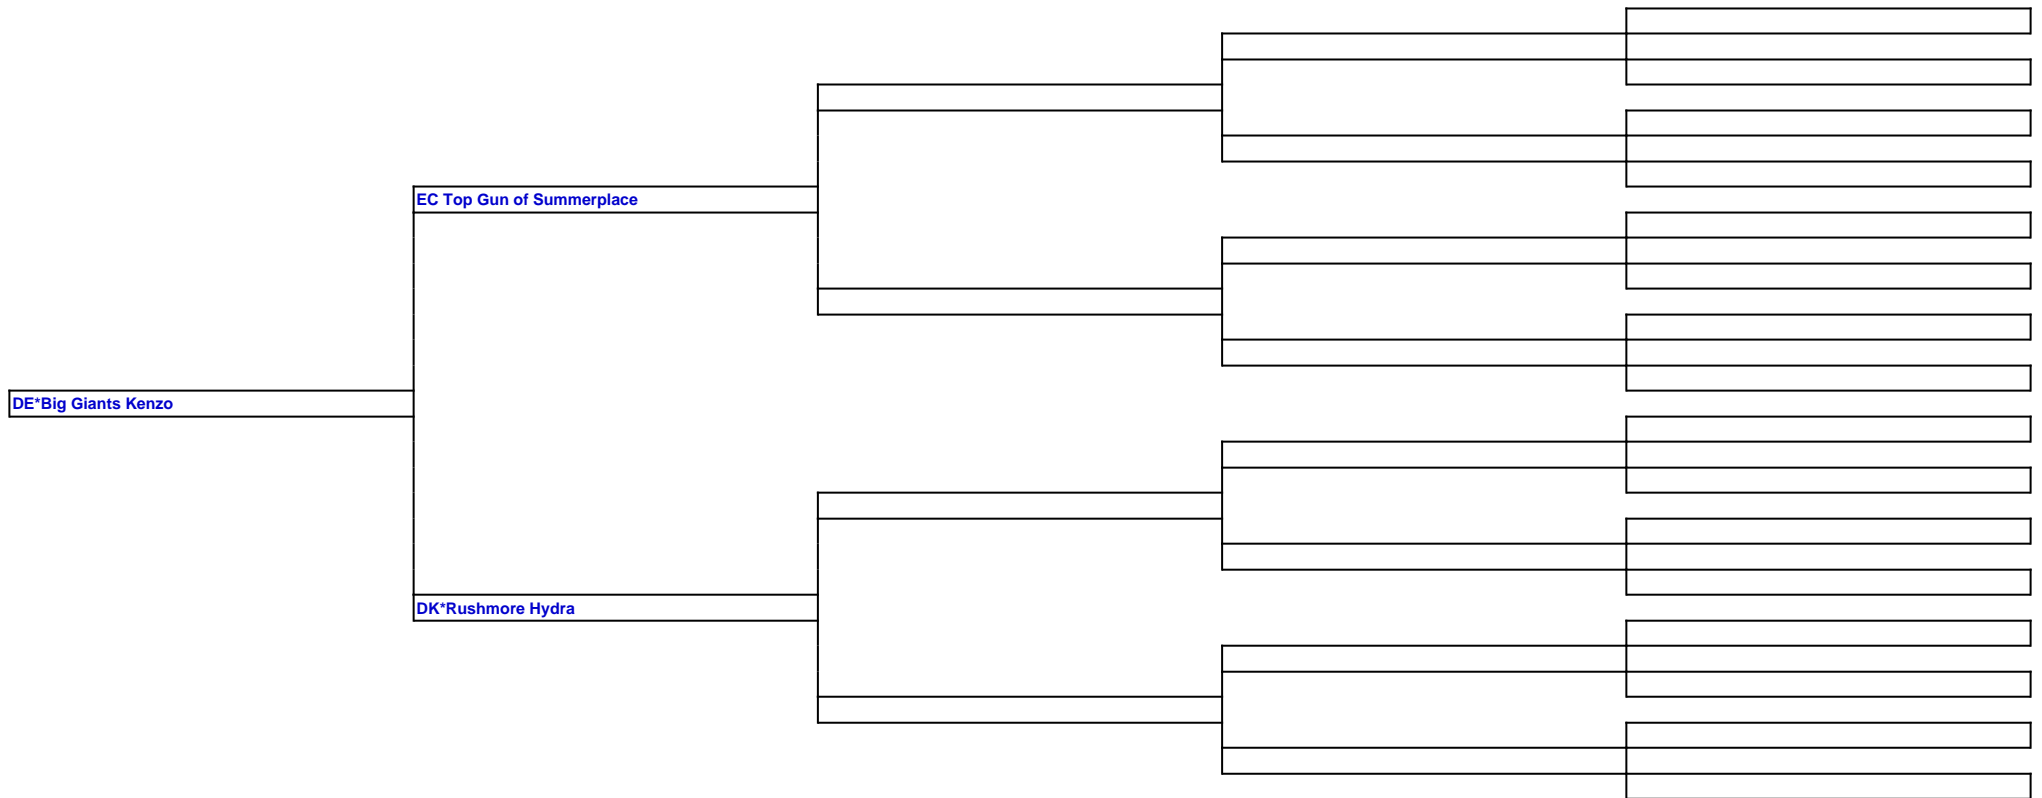 EC Top Gun of Summerplace
DE*Big Giants Kenzo
DK*Rushmore Hydra